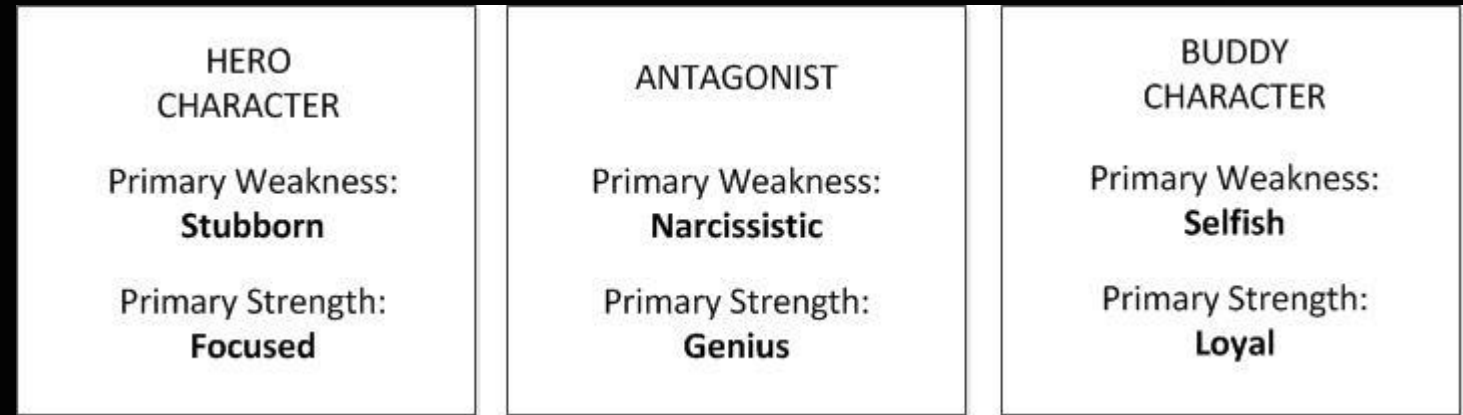 HERO
CHARACTER
Primary Weakness:
Stubborn
Primary Strength:
Focused
ANTAGONIST
Primary Weakness:
Narcissistic
Primary Strength:
Genius
BUDDY
CHARACTER
Primary Weakness:
Selfish
Primary Strength:
Loyal